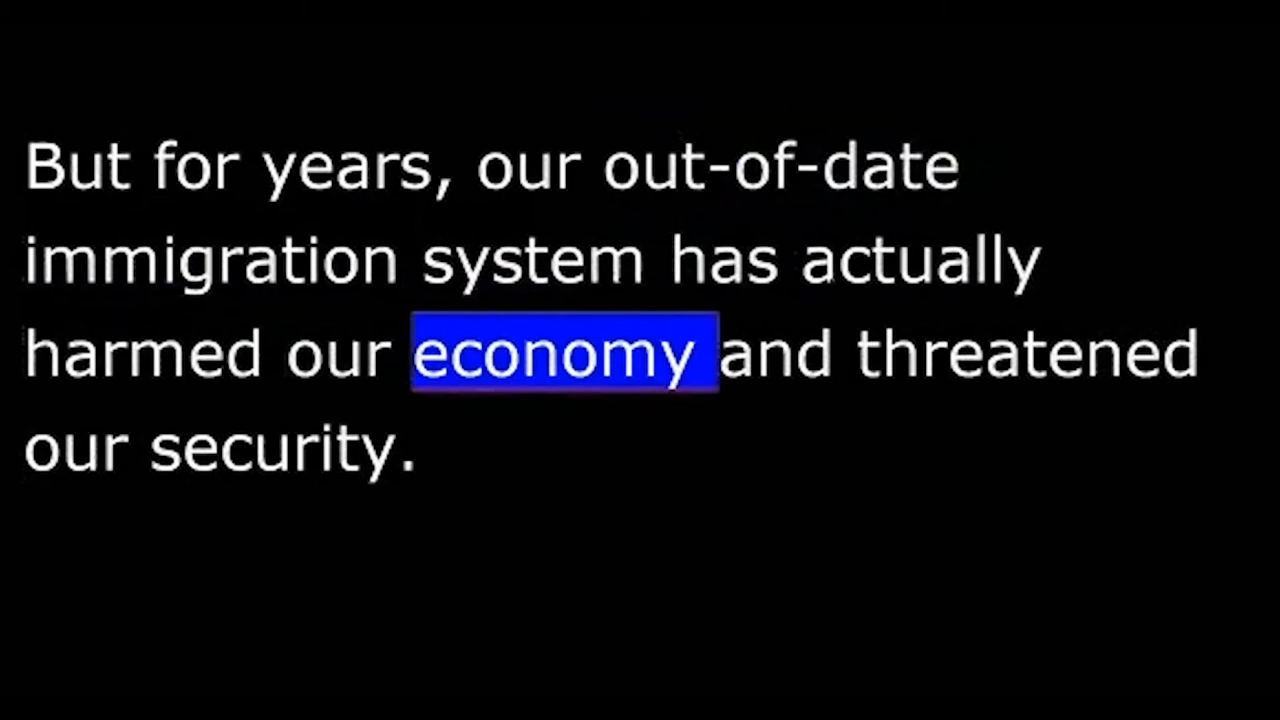 But for years, our out-of-date
immigration system has actually
harmed our economy and threatened
our security.